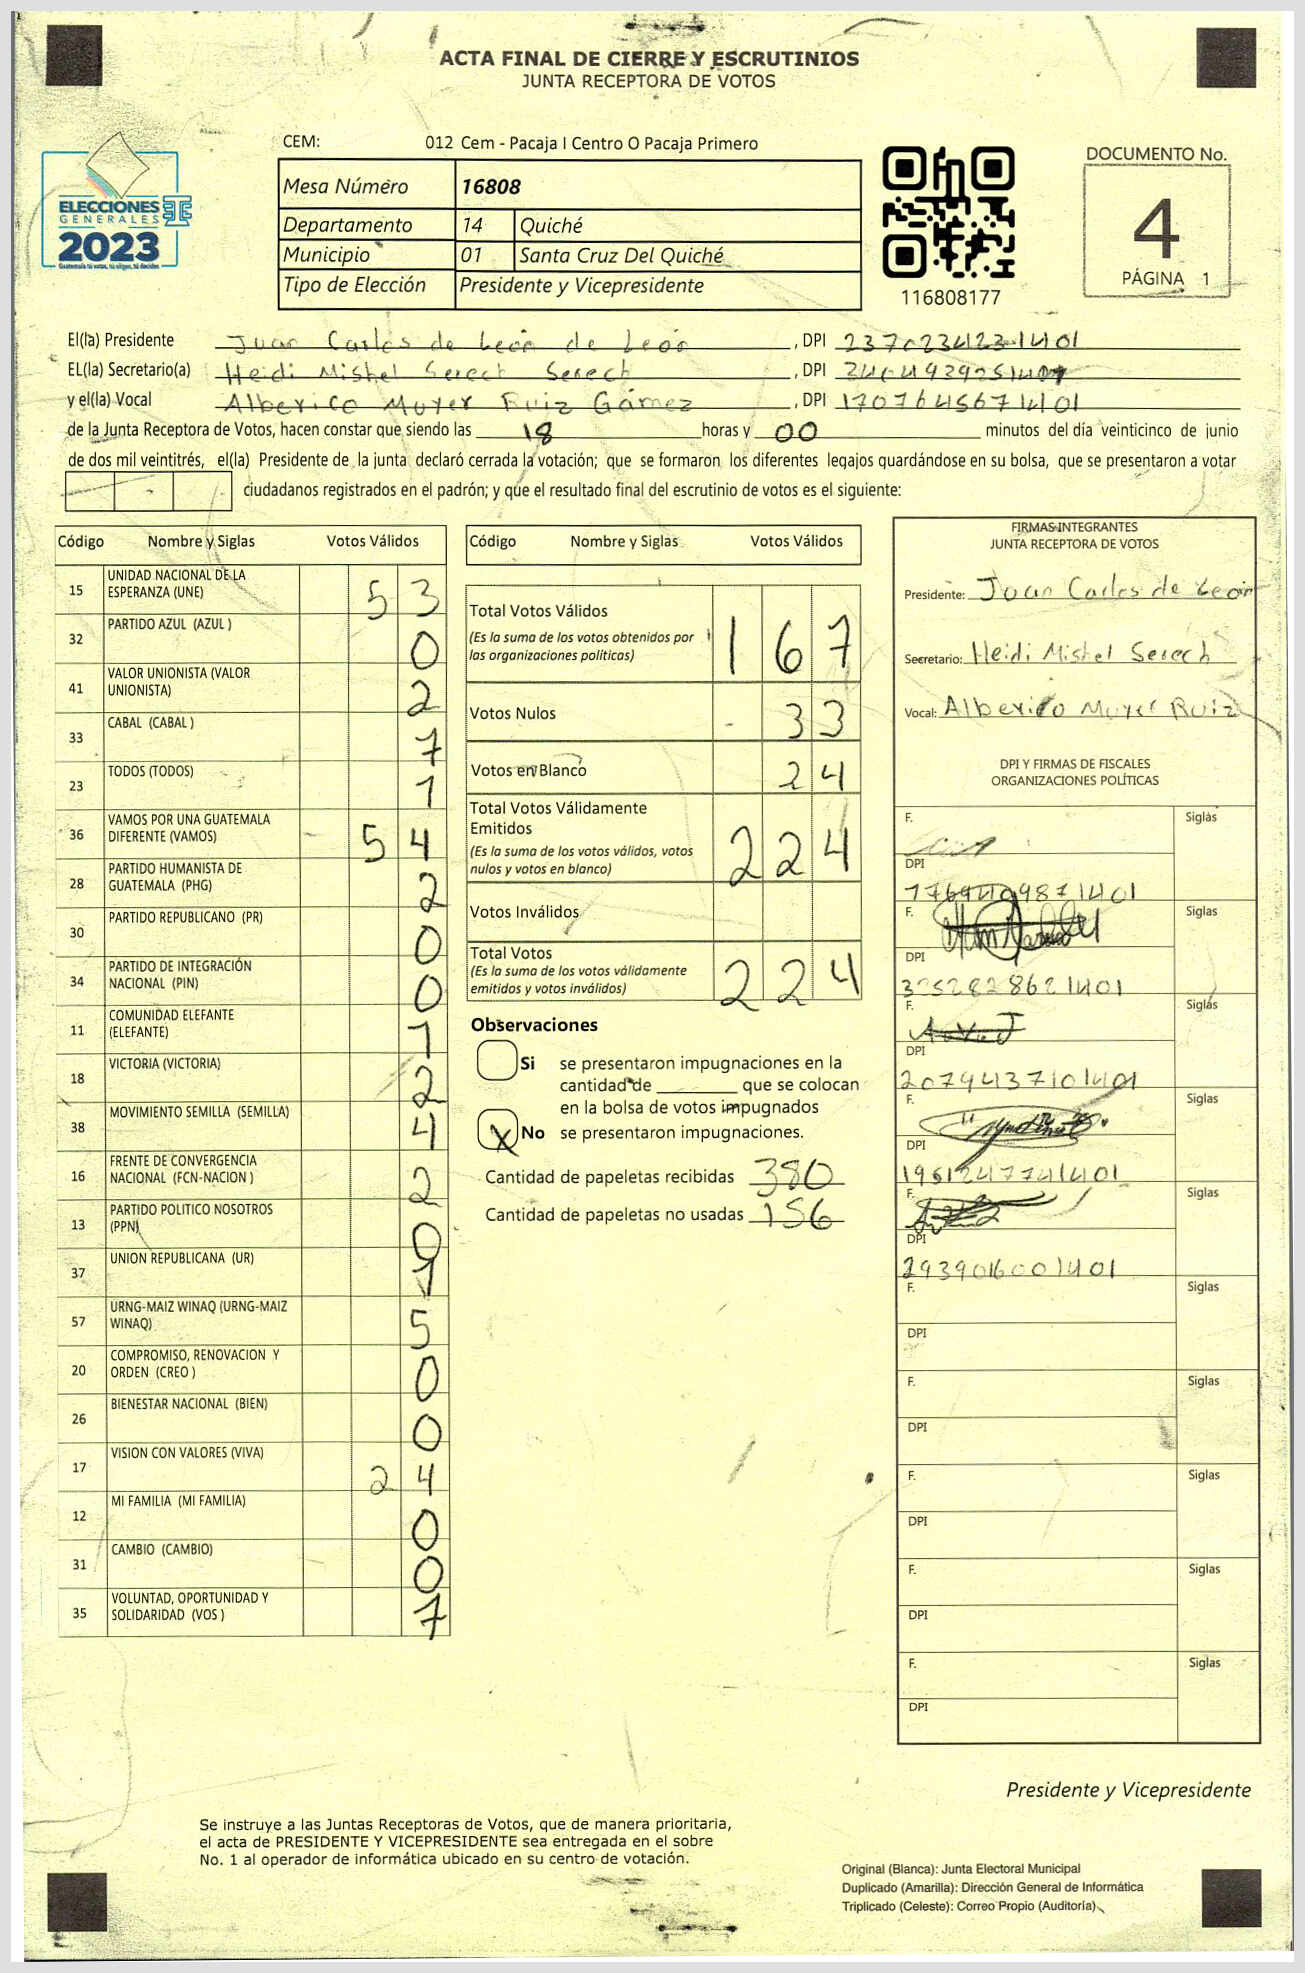 ACTA FINAL DE CIERRE Y ESCRUTINIOS
JUNTA RECEPTORA DE VOTOS
CEM: 012 Cem - Pacaja I Centro O Pacaja Primero
ELECCIONES
GENERALES
2023
Guatemala tú votas, tú eliges, tú decides
Mesa Número 16808
Departamento 14 Quiché
Municipio 01 Santa Cruz Del Quiché
Tipo de Elección Presidente y Vicepresidente
116808177
DOCUMENTO No.
4
PÁGINA 1
El(la) Presidente Juan Carlos de León de León , DPI
EL(la) Secretario(a) Heidi Mishel Serech Serech , DPI
y el(la) Vocal Alberico Muyer Ruiz Gámez , DPI 1707645671401
de la Junta Receptora de Votos, hacen constar que siendo las 18 horas y 00 minutos del día veinticinco de junio
de dos mil veintitrés, el(la) Presidente de la junta declaró cerrada la votación; que se formaron los diferentes legajos quardándose en su bolsa, que se presentaron a votar
ciudadanos registrados en el padrón; y que el resultado final del escrutinio de votos es el siguiente:
Código Nombre y Siglas Votos Válidos
15 UNIDAD NACIONAL DE LA ESPERANZA (UNE) 53
32 PARTIDO AZUL (AZUL ) 0
41 VALOR UNIONISTA (VALOR UNIONISTA) 2
33 CABAL (CABAL ) 7
23 TODOS (TODOS) 1
36 VAMOS POR UNA GUATEMALA DIFERENTE (VAMOS) 54
28 PARTIDO HUMANISTA DE GUATEMALA (PHG) 2
30 PARTIDO REPUBLICANO (PR) 0
34 PARTIDO DE INTEGRACIÓN NACIONAL (PIN) 0
11 COMUNIDAD ELEFANTE (ELEFANTE) 1
18 VICTORIA (VICTORIA) 2
38 MOVIMIENTO SEMILLA (SEMILLA) 4
16 FRENTE DE CONVERGENCIA NACIONAL (FCN-NACION ) 2
13 PARTIDO POLITICO NOSOTROS (PPN) 0
37 UNION REPUBLICANA (UR)
57 URNG-MAIZ WINAQ (URNG-MAIZ WINAQ) 5
20 COMPROMISO, RENOVACION Y ORDEN (CREO ) 0
26 BIENESTAR NACIONAL (BIEN) 0
17 VISION CON VALORES (VIVA) 24
12 MI FAMILIA (MI FAMILIA) 0
31 CAMBIO (CAMBIO) 0
35 VOLUNTAD, OPORTUNIDAD Y SOLIDARIDAD (VOS ) 7
Código Nombre y Siglas Votos Válidos
Total Votos Válidos 167
(Es la suma de los votos obtenidos por
las organizaciones políticas)
Votos Nulos - 33
Votos en Blanco 24
Total Votos Válidamente
Emitidos 224
(Es la suma de los votos válidos, votos
nulos y votos en blanco)
Votos Inválidos
Total Votos 224
(Es la suma de los votos válidamente
emitidos y votos inválidos)
Observaciones
Si se presentaron impugnaciones en la
cantidad de ________ que se colocan
en la bolsa de votos impugnados
X No se presentaron impugnaciones.
Cantidad de papeletas recibidas 380
Cantidad de papeletas no usadas 156
FIRMAS INTEGRANTES
JUNTA RECEPTORA DE VOTOS
Presidente: Juan Carlos de León
Secretario: Heidi Mishel Serech
Vocal: Alberico Muyer Ruiz
DPI Y FIRMAS DE FISCALES
ORGANIZACIONES POLÍTICAS
F. Siglas
DPI
F. Siglas
DPI
F. Siglas
DPI
2079437101401
F. Siglas
DPI
1951247741401
F. Siglas
DPI
2939016001401
F. Siglas
DPI
F. Siglas
DPI
F. Siglas
DPI
F. Siglas
DPI
F. Siglas
DPI
Presidente y Vicepresidente
Se instruye a las Juntas Receptoras de Votos, que de manera prioritaria,
el acta de PRESIDENTE Y VICEPRESIDENTE sea entregada en el sobre
No. 1 al operador de informática ubicado en su centro de votación.
Original (Blanca): Junta Electoral Municipal
Duplicado (Amarilla): Dirección General de Informática
Triplicado (Celeste): Correo Propio (Auditoría)